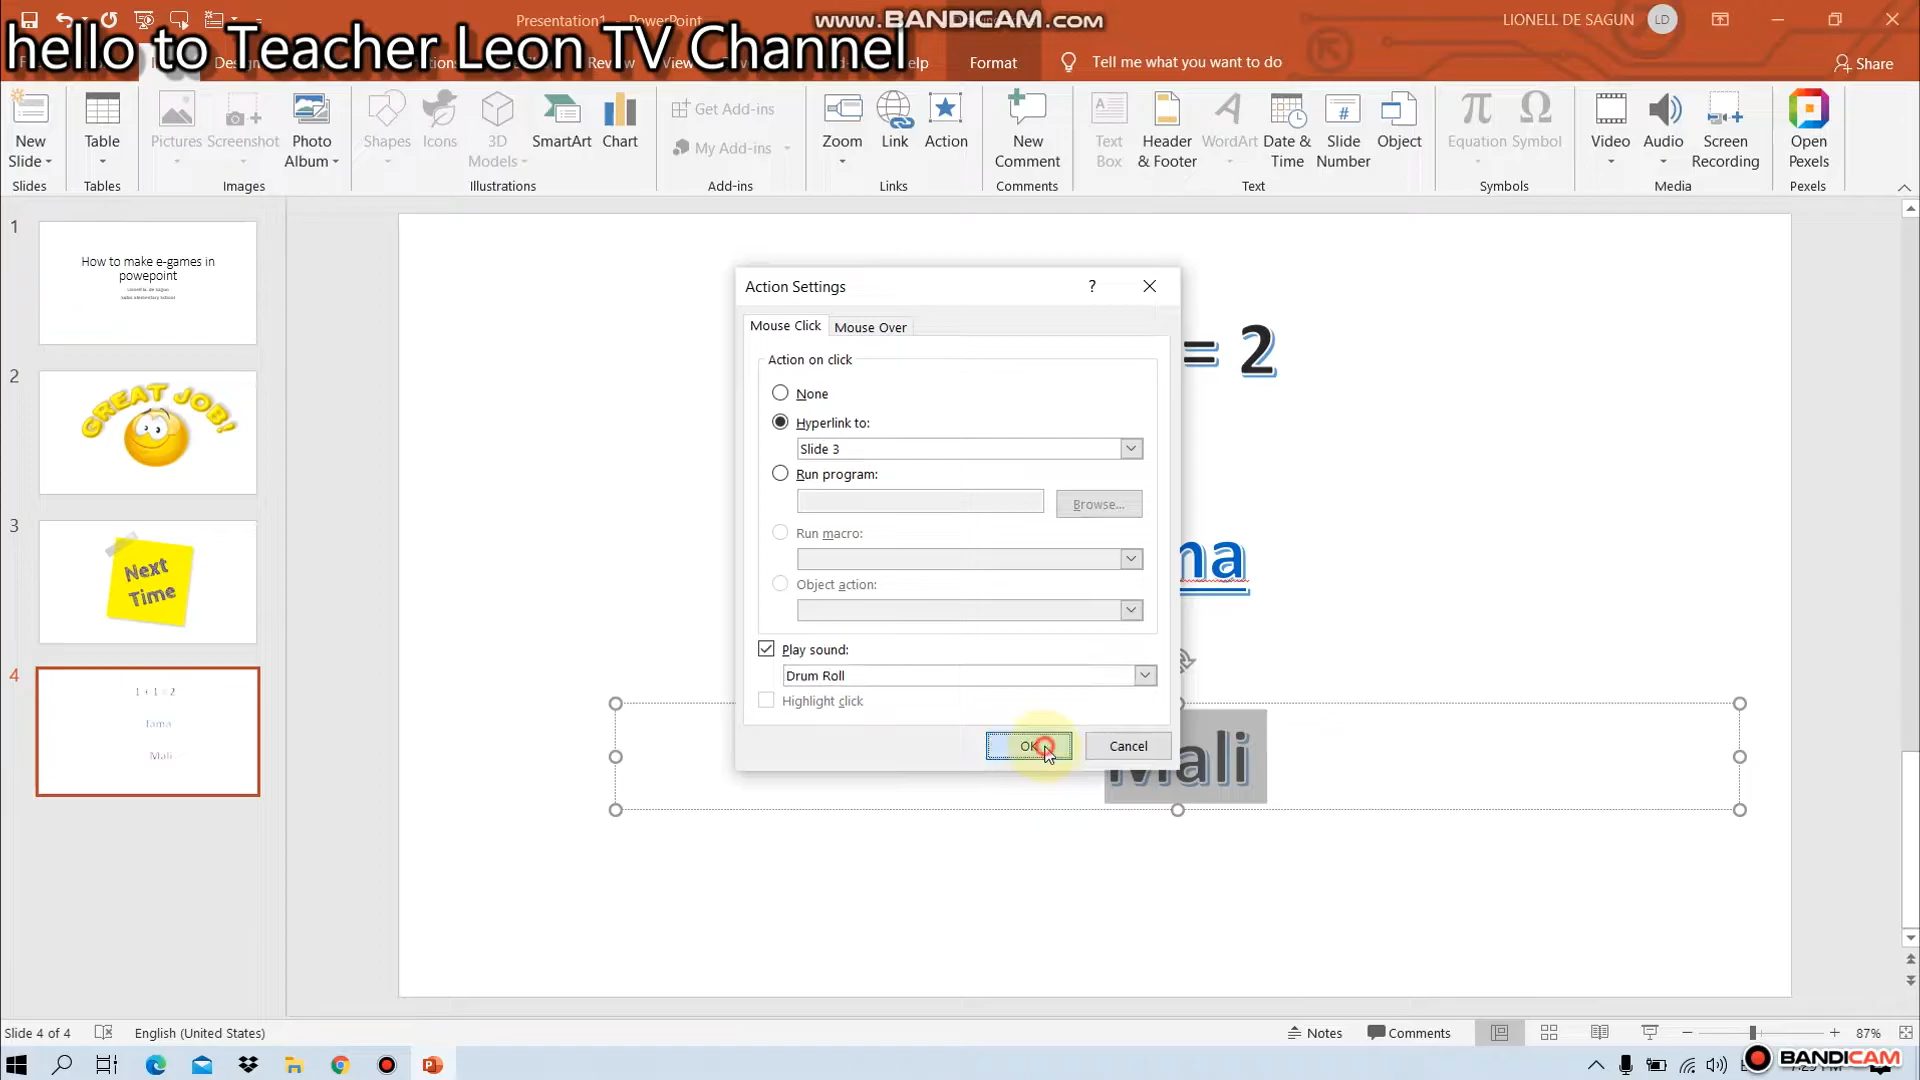 Presentation1 - PowerPoint
www.BANDICAM.com
LIONELL DE SAGUN
LD
hello to Teacher Leon TV Channel
Review
View
Format
Tell me what you want to do
Share
New Slide
Table
Pictures
Screenshot
Photo Album
Shapes
Icons
3D Models
SmartArt
Chart
Get Add-ins
My Add-ins
Zoom
Link
Action
New Comment
Text Box
Header & Footer
WordArt
Date & Time
Slide Number
Object
Equation
Symbol
Video
Audio
Screen Recording
Open Pexels
Slides
Tables
Images
Illustrations
Add-ins
Links
Comments
Text
Symbols
Media
Pexels
1
How to make e-games in
powepoint
2
GREAT JOB!
3
Next
Time
4
1 + 1 = 2
Tama
Mali
= 2
ma
Mali
Action Settings
?
Mouse Click
Mouse Over
Action on click
None
Hyperlink to:
Slide 3
Run program:
Browse...
Run macro:
Object action:
Play sound:
Drum Roll
Highlight click
OK
Cancel
Slide 4 of 4
English (United States)
Notes
Comments
87%
BANDICAM